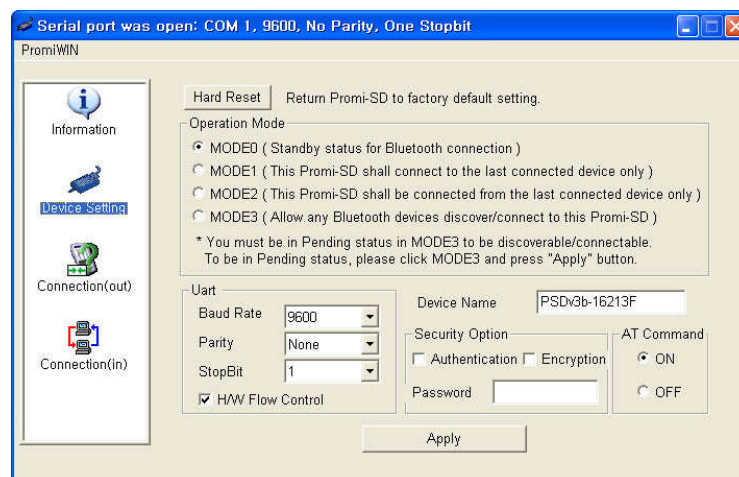 Serial port was open: COM 1, 9600, No Parity, One Stopbit
PromiWIN
Information
Device Setting
Connection(out)
Connection(in)
Hard Reset Return Promi-SD to factory default setting.
Operation Mode
MODE0 ( Standby status for Bluetooth connection )
MODE1 ( This Promi-SD shall connect to the last connected device only )
MODE2 ( This Promi-SD shall be connected from the last connected device only )
MODE3 ( Allow any Bluetooth devices discover/connect to this Promi-SD )
* You must be in Pending status in MODE3 to be discoverable/connectable.
To be in Pending status, please click MODE3 and press "Apply" button.
Uart
Baud Rate 9600
Parity None
StopBit 1
H/W Flow Control
Device Name PSDv3b-16213F
Security Option
Authentication Encryption
Password
AT Command
ON
OFF
Apply